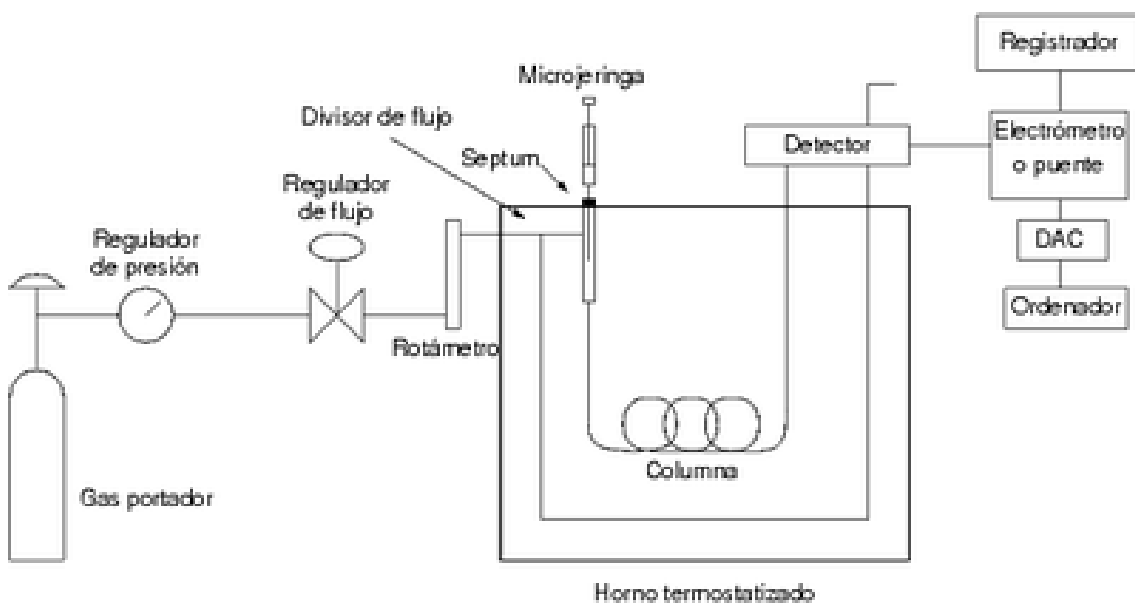 Registrador
Microjeringa
Divisor de flujo
Detector
Electrómetro
o puente
Septum
Regulador
de flujo
Regulador
de presión
DAC
Ordenador
Rotámetro
Columna
Gas portador
Horno termostatizado